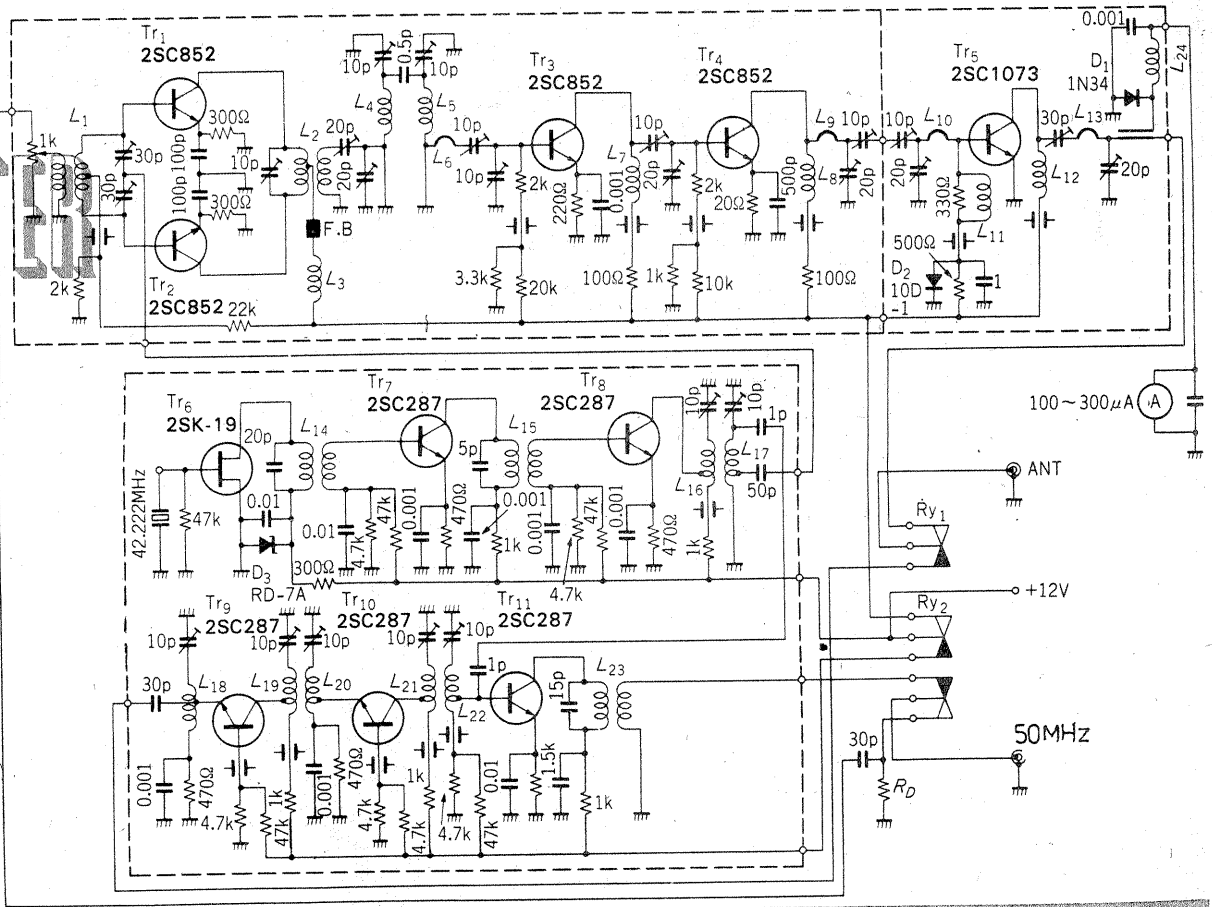 Tr1
2SC852
Tr2
2SC852
Tr3
2SC852
Tr4
2SC852
Tr5
2SC1073
0.001
D1
1N34
L24
1k
L1
30p
30p
100p
100p
300Ω
300Ω
10p
L2
20p
20p
10p
0.5p
10p
L4
L5
L6
10p
10p
F.B
L3
2k
22k
2k
3.3k
20k
220Ω
0.001
L7
100Ω
10p
20p
2k
1k
10k
20Ω
500p
L8
100Ω
L9
10p
20p
10p
20p
L10
330Ω
L11
500Ω
D2
10D
-1
1
30p
L13
L12
20p
100~300μA
A
ANT
Ry1
+12V
Ry2
50MHz
30p
RD
Tr6
2SK-19
20p
L14
42.222MHz
47k
0.01
D3
RD-7A
300Ω
0.01
4.7k
47k
Tr7
2SC287
0.001
470Ω
5p
L15
0.001
1k
0.001
47k
4.7k
Tr8
2SC287
0.001
470Ω
10p
10p
1p
L16
L17
50p
1k
Tr9
2SC287
10p
30p
L18
0.001
470Ω
4.7k
47k
L19
10p
10p
L20
1k
0.001
470Ω
Tr10
2SC287
4.7k
4.7k
L21
10p
10p
1k
L22
4.7k
47k
1p
Tr11
2SC287
0.01
1.5k
15p
L23
1k